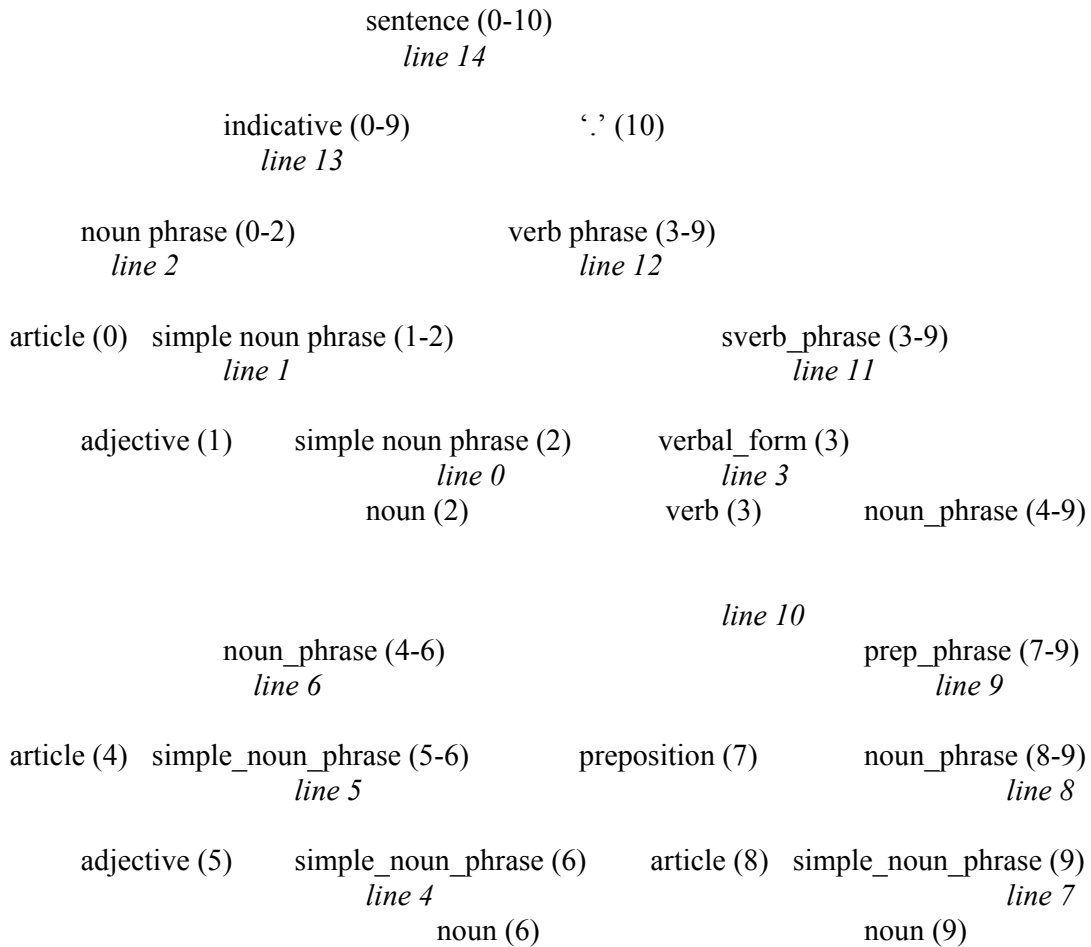 sentence (0-10)
line 14
indicative (0-9) ‘.’ (10)
line 13
noun phrase (0-2) verb phrase (3-9)
line 2 line 12
article (0) simple noun phrase (1-2) sverb_phrase (3-9)
line 1 line 11
adjective (1) simple noun phrase (2) verbal_form (3)
line 0 line 3
noun (2) verb (3) noun_phrase (4-9)
line 10
noun_phrase (4-6) prep_phrase (7-9)
line 6 line 9
article (4) simple_noun_phrase (5-6) preposition (7) noun_phrase (8-9)
line 5 line 8
adjective (5) simple_noun_phrase (6) article (8) simple_noun_phrase (9)
line 4 line 7
noun (6) noun (9)